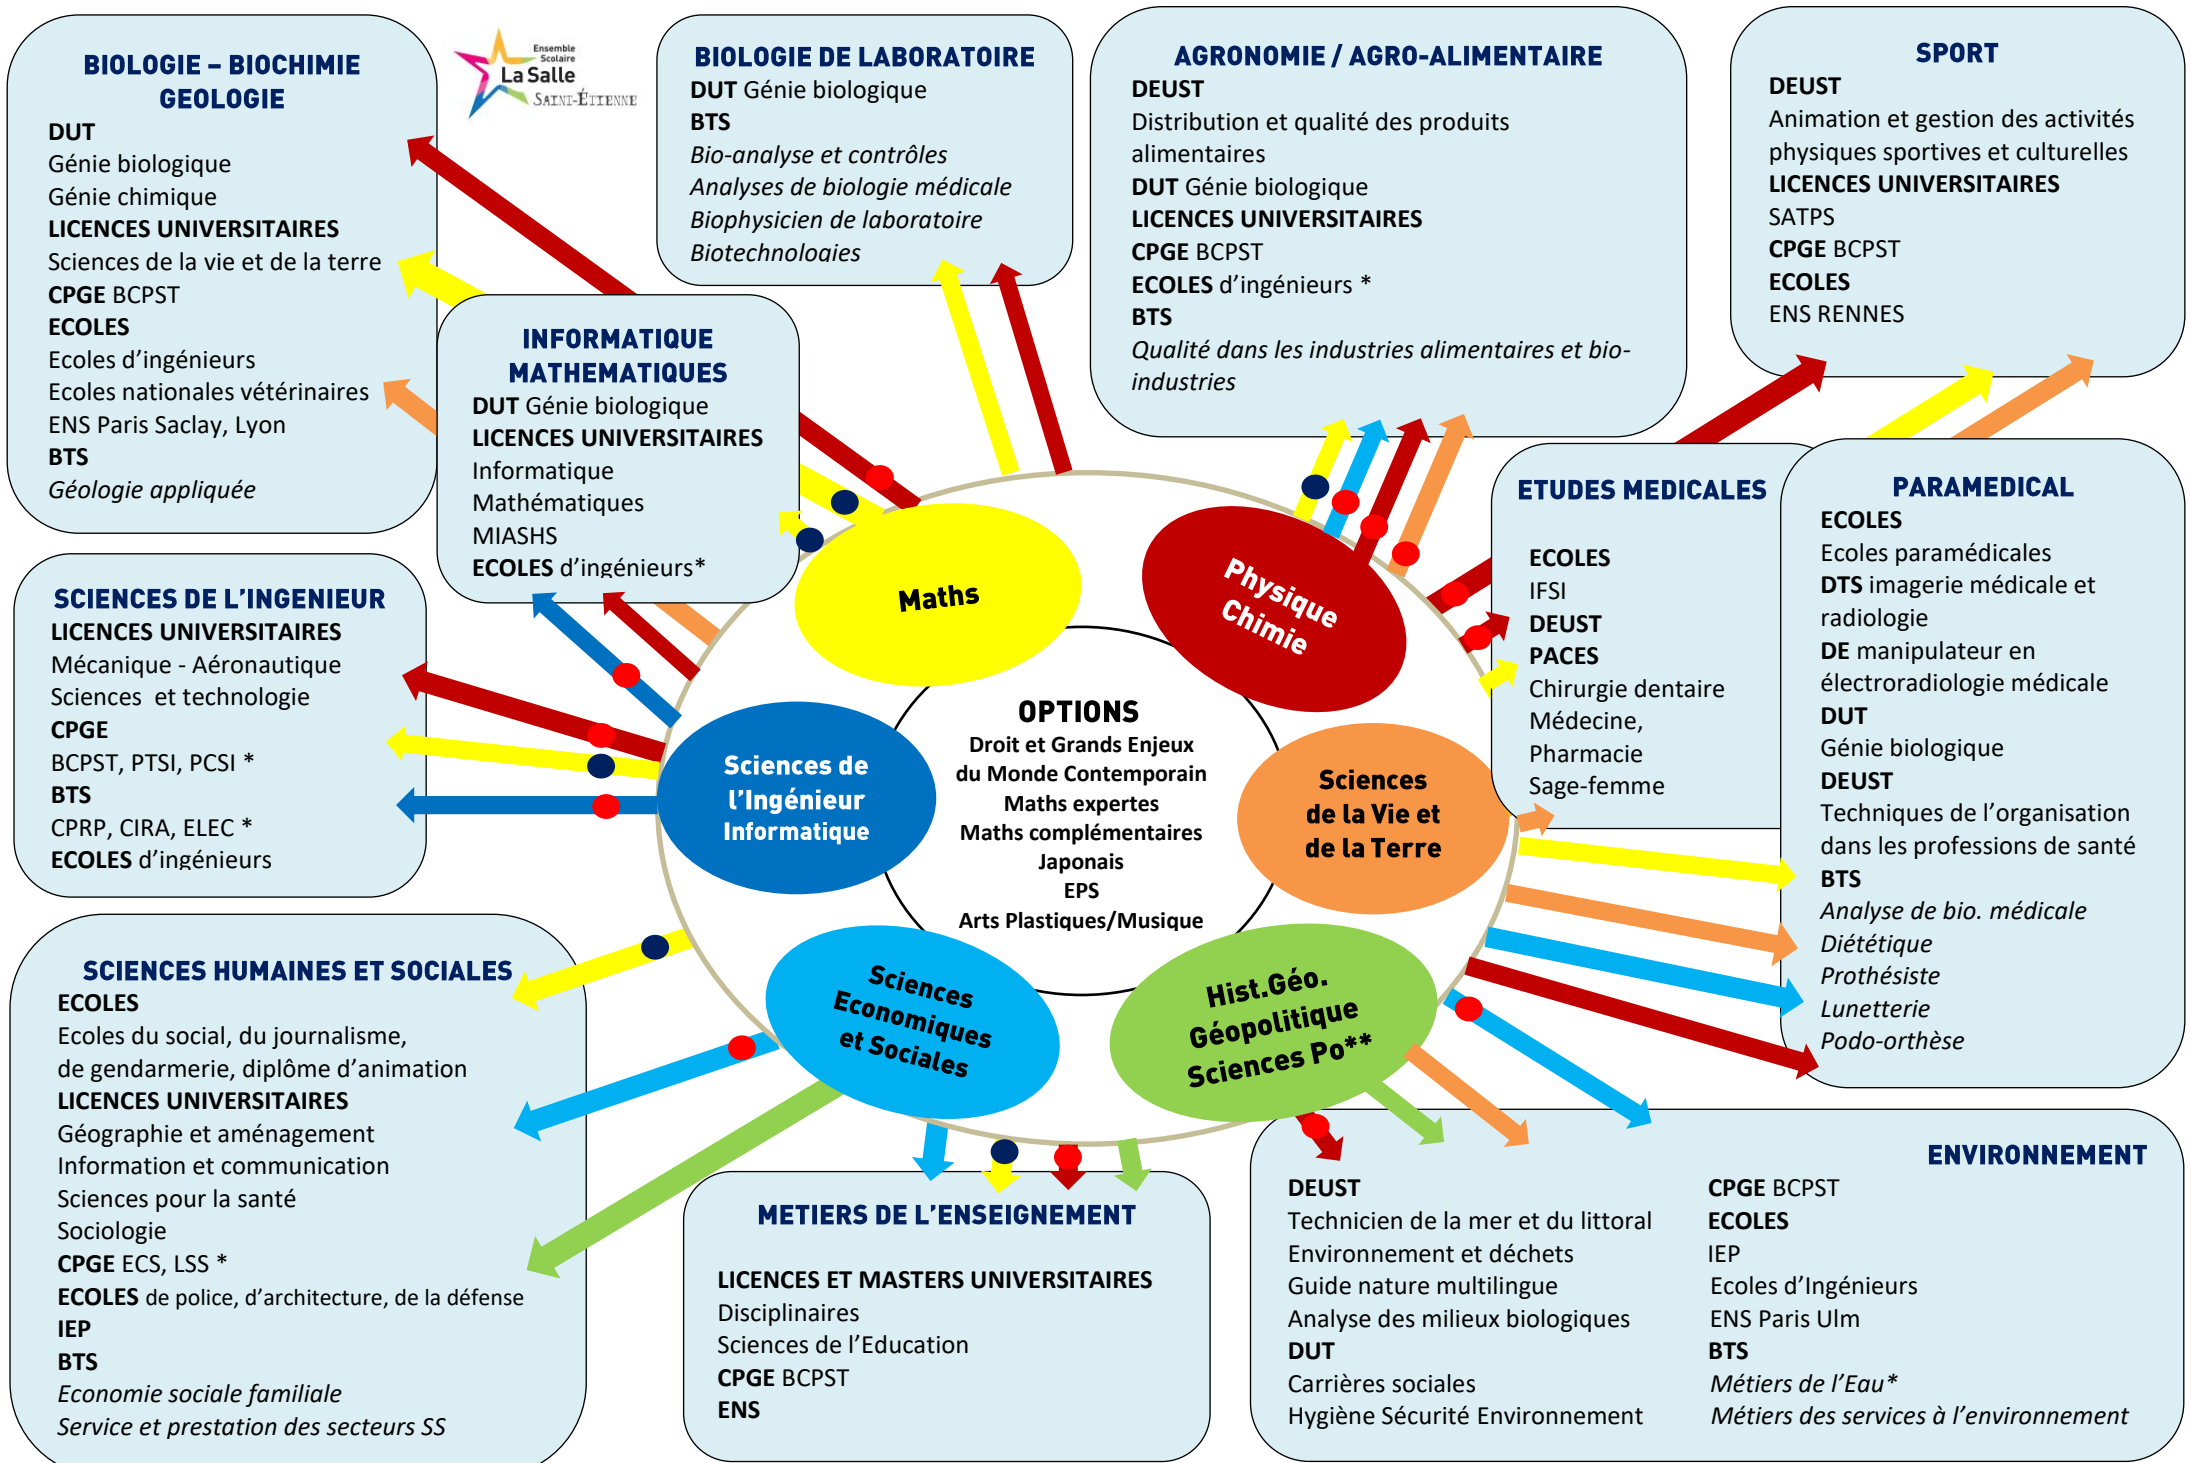 BIOLOGIE – BIOCHIMIE
GEOLOGIE
DUT
Génie biologique
Génie chimique
LICENCES UNIVERSITAIRES
Sciences de la vie et de la terre
CPGE BCPST
ECOLES
Ecoles d'ingénieurs
Ecoles nationales vétérinaires
ENS Paris Saclay, Lyon
BTS
Géologie appliquée
Ensemble
Scolaire
La Salle
SAINT-ÉTIENNE
BIOLOGIE DE LABORATOIRE
DUT Génie biologique
BTS
Bio-analyse et contrôles
Analyses de biologie médicale
Biophysicien de laboratoire
Biotechnologies
AGRONOMIE / AGRO-ALIMENTAIRE
DEUST
Distribution et qualité des produits
alimentaires
DUT Génie biologique
LICENCES UNIVERSITAIRES
CPGE BCPST
ECOLES d'ingénieurs *
BTS
Qualité dans les industries alimentaires et bio-
industries
SPORT
DEUST
Animation et gestion des activités
physiques sportives et culturelles
LICENCES UNIVERSITAIRES
SATPS
CPGE BCPST
ECOLES
ENS RENNES
INFORMATIQUE
MATHEMATIQUES
DUT Génie biologique
LICENCES UNIVERSITAIRES
Informatique
Mathématiques
MIASHS
ECOLES d'ingénieurs*
ETUDES MEDICALES
ECOLES
IFSI
DEUST
PACES
Chirurgie dentaire
Médecine,
Pharmacie
Sage-femme
PARAMEDICAL
ECOLES
Ecoles paramédicales
DTS imagerie médicale et
radiologie
DE manipulateur en
électroradiologie médicale
DUT
Génie biologique
DEUST
Techniques de l'organisation
dans les professions de santé
BTS
Analyse de bio. médicale
Diététique
Prothésiste
Lunetterie
Podo-orthèse
SCIENCES DE L'INGENIEUR
LICENCES UNIVERSITAIRES
Mécanique - Aéronautique
Sciences et technologie
CPGE
BCPST, PTSI, PCSI *
BTS
CPRP, CIRA, ELEC *
ECOLES d'ingénieurs
Maths
Physique
Chimie
Sciences de
l'Ingénieur
Informatique
OPTIONS
Droit et Grands Enjeux
du Monde Contemporain
Maths expertes
Maths complémentaires
Japonais
EPS
Arts Plastiques/Musique
Sciences
de la Vie et
de la Terre
Sciences
Economiques
et Sociales
Hist.Géo.
Géopolitique
Sciences Po**
SCIENCES HUMAINES ET SOCIALES
ECOLES
Ecoles du social, du journalisme,
de gendarmerie, diplôme d'animation
LICENCES UNIVERSITAIRES
Géographie et aménagement
Information et communication
Sciences pour la santé
Sociologie
CPGE ECS, LSS *
ECOLES de police, d'architecture, de la défense
IEP
BTS
Economie sociale familiale
Service et prestation des secteurs SS
METIERS DE L'ENSEIGNEMENT
LICENCES ET MASTERS UNIVERSITAIRES
Disciplinaires
Sciences de l'Education
CPGE BCPST
ENS
ENVIRONNEMENT
DEUST
Technicien de la mer et du littoral
Environnement et déchets
Guide nature multilingue
Analyse des milieux biologiques
DUT
Carrières sociales
Hygiène Sécurité Environnement
CPGE BCPST
ECOLES
IEP
Ecoles d'Ingénieurs
ENS Paris Ulm
BTS
Métiers de l'Eau*
Métiers des services à l'environnement